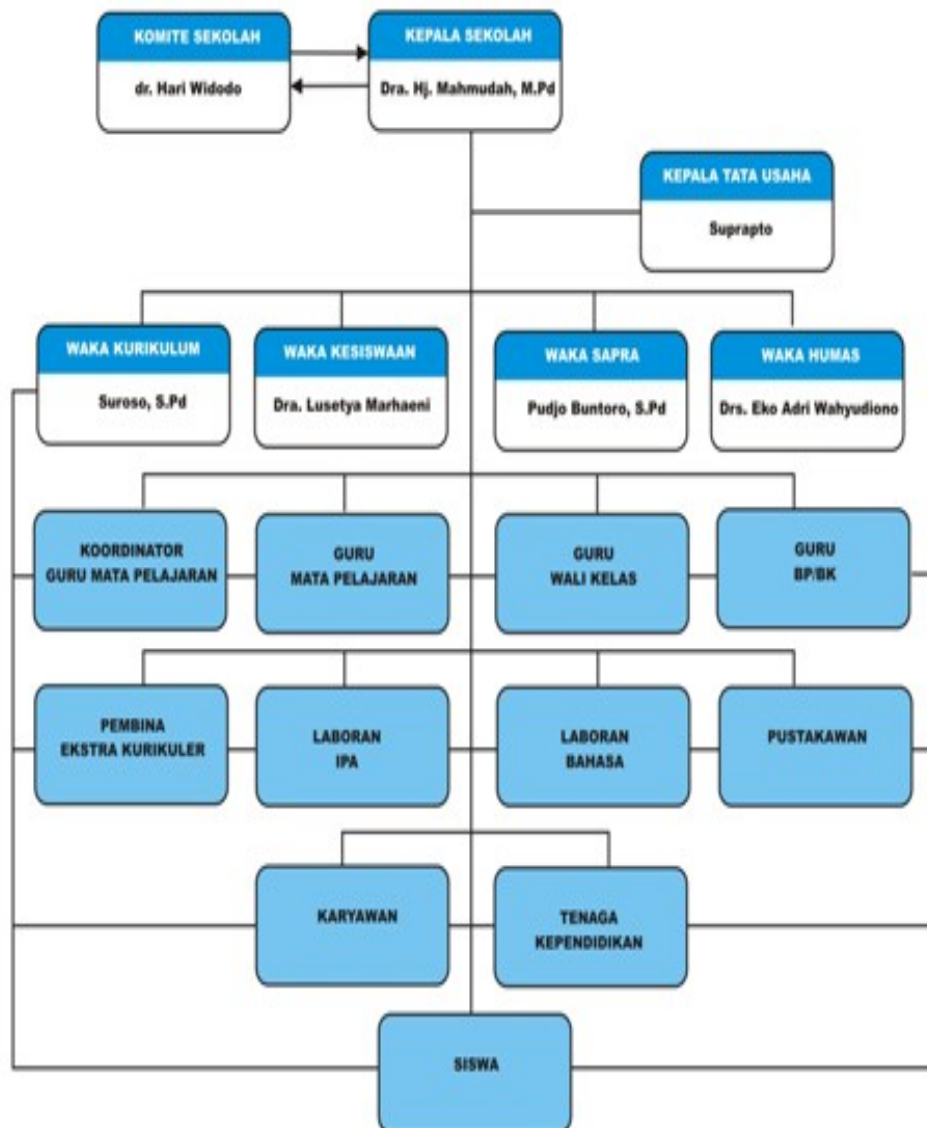 KOMITE SEKOLAH
dr. Hari Widodo
KEPALA SEKOLAH
Dra. Hj. Mahmudah, M.Pd
KEPALA TATA USAHA
Suprapto
WAKA KURIKULUM
Suroso, S.Pd
WAKA KESISWAAN
Dra. Lusetya Marhaeni
WAKA SAPRA
Pudjo Buntoro, S.Pd
WAKA HUMAS
Drs. Eko Adri Wahyudiono
KOORDINATOR
GURU MATA PELAJARAN
GURU
MATA PELAJARAN
GURU
WALI KELAS
GURU
BP/BK
PEMBINA
EKSTRA KURIKULER
LABORAN
IPA
LABORAN
BAHASA
PUSTAKAWAN
KARYAWAN
TENAGA
KEPENDIDIKAN
SISWA